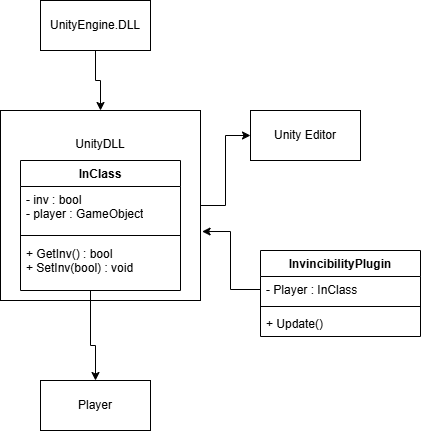 UnityEngine.DLL
UnityDLL
Unity Editor
InClass
- inv : bool
- player : GameObject
+ GetInv() : bool
+ SetInv(bool) : void
InvincibilityPlugin
- Player : InClass
+ Update()
Player